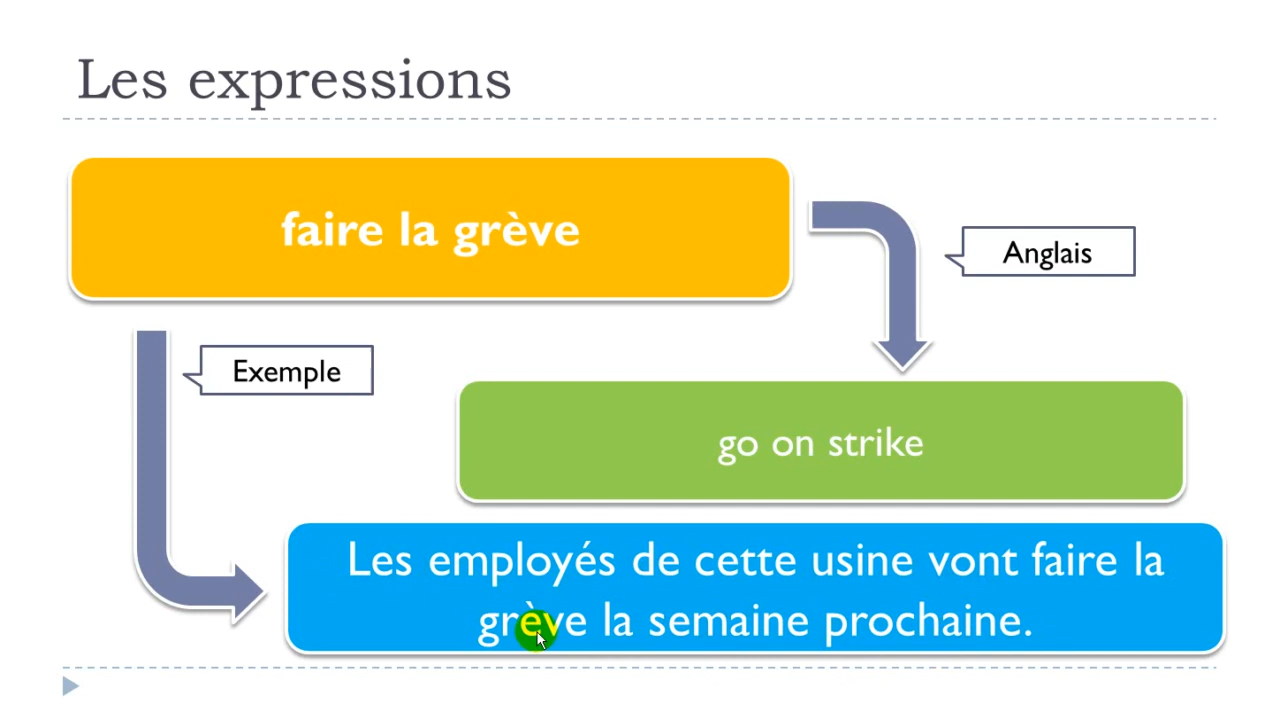 Les expressions
faire la grève
Anglais
Exemple
go on strike
Les employés de cette usine vont faire la
grève la semaine prochaine.